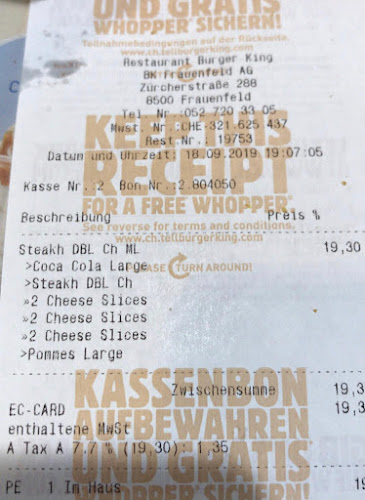 UND GRATIS
WHOPPER® SICHERN!
Teilnahmebedingungen auf der Rückseite.
www.ch.tellburgerking.com
Restaurant Burger King
BK Frauenfeld AG
Zürcherstraße 288
8500 Frauenfeld
Tel. Nr.:052 720 33 05
Mwst. Nr.:CHE-321.625.437
Rest.Nr.: 19753
Datum und Uhrzeit: 18.09.2019 19:07:05
RECEIPT
Kasse Nr.:2 Bon Nr.:2.804050
FOR A FREE WHOPPER®
Beschreibung Preis %
See reverse for terms and conditions.
www.ch.tellburgerking.com
Steakh DBL Ch ML 19,30
>Coca Cola Large
PLEASE TURN AROUND!
>Steakh DBL Ch
»2 Cheese Slices
»2 Cheese Slices
»2 Cheese Slices
>Pommes Large
KASSENBON
Zwischensumme 19,3
EC-CARD 19,3
AUFBEWAHREN
enthaltene MwSt
A Tax A 7.7 % (19,30): 1,35
UND GRATIS
PE 1 Im Haus 19
WHOPPER® SICHERN!